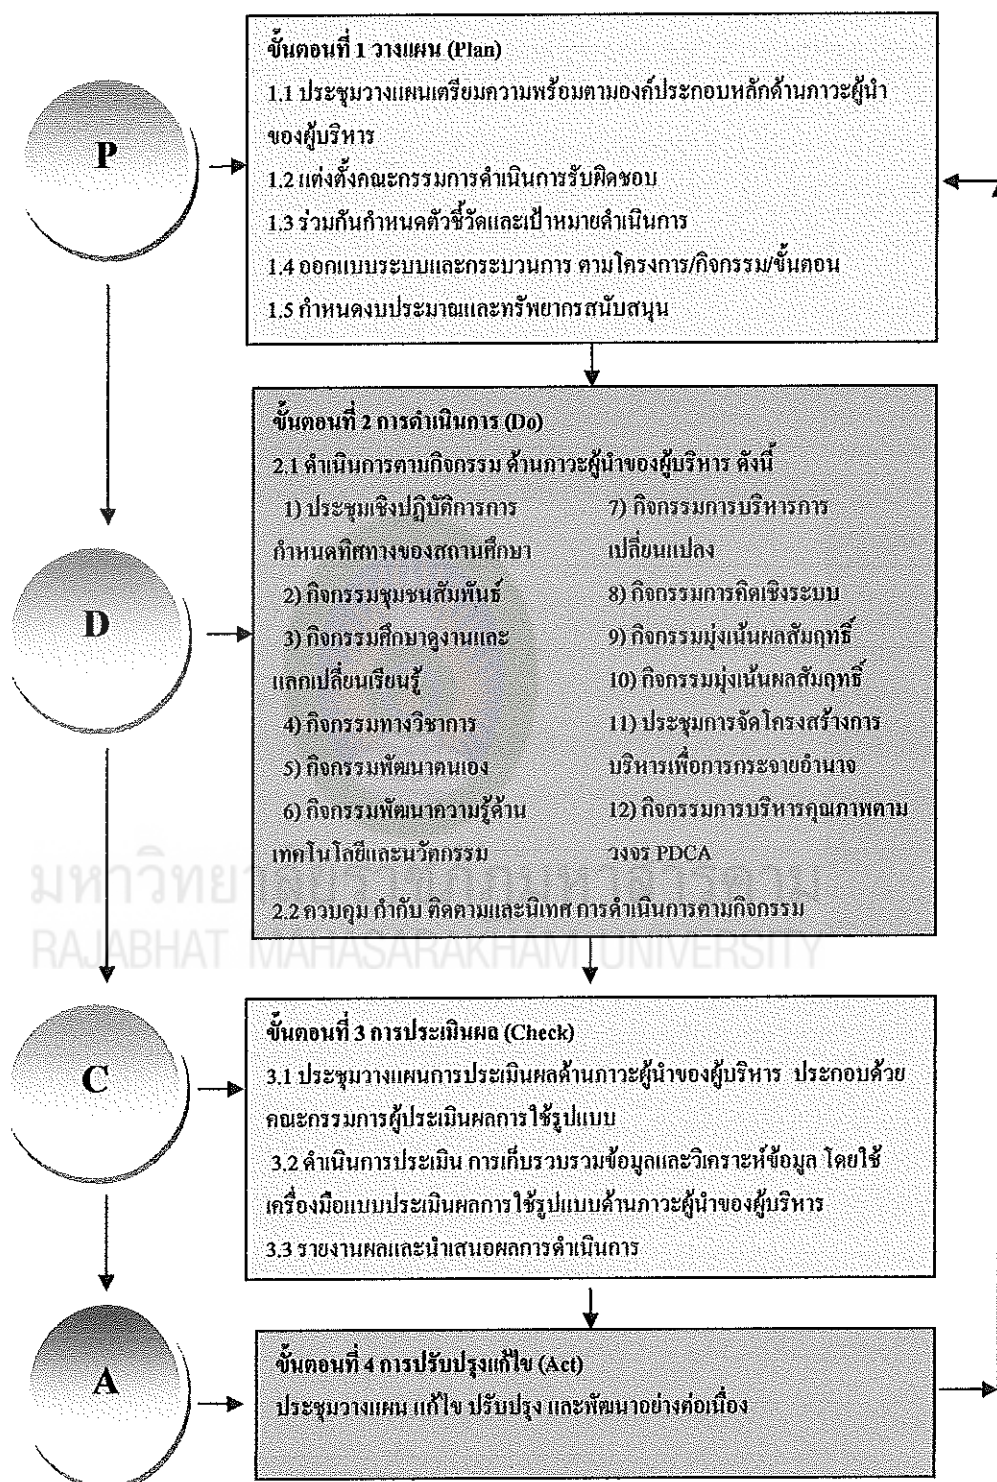 P
ขั้นตอนที่ 1 วางแผน (Plan)
1.1 ประชุมวางแผนเตรียมความพร้อมตามองค์ประกอบหลักด้านภาวะผู้นำ
ของผู้บริหาร
1.2 แต่งตั้งคณะกรรมการดำเนินการรับผิดชอบ
1.3 ร่วมกันกำหนดตัวชี้วัดและเป้าหมายดำเนินการ
1.4 ออกแบบระบบและกระบวนการ ตามโครงการ/กิจกรรม/ขั้นตอน
1.5 กำหนดงบประมาณและทรัพยากรสนับสนุน
D
ขั้นตอนที่ 2 การดำเนินการ (Do)
2.1 ดำเนินการตามกิจกรรม ด้านภาวะผู้นำของผู้บริหาร ดังนี้
1) ประชุมเชิงปฏิบัติการการ
กำหนดทิศทางของสถานศึกษา
2) กิจกรรมชุมชนสัมพันธ์
3) กิจกรรมศึกษาดูงานและ
แลกเปลี่ยนเรียนรู้
4) กิจกรรมทางวิชาการ
5) กิจกรรมพัฒนาตนเอง
6) กิจกรรมพัฒนาความรู้ด้าน
เทคโนโลยีและนวัตกรรม
7) กิจกรรมการบริหารการ
เปลี่ยนแปลง
8) กิจกรรมการคิดเชิงระบบ
9) กิจกรรมมุ่งเน้นผลสัมฤทธิ์
10) กิจกรรมมุ่งเน้นผลสัมฤทธิ์
11) ประชุมการจัดโครงสร้างการ
บริหารเพื่อการกระจายอำนาจ
12) กิจกรรมการบริหารคุณภาพตาม
วงจร PDCA
2.2 ควบคุม กำกับ ติดตามและนิเทศ การดำเนินการตามกิจกรรม
RAJABHAT MAHASARAKHAM UNIVERSITY
C
ขั้นตอนที่ 3 การประเมินผล (Check)
3.1 ประชุมวางแผนการประเมินผลด้านภาวะผู้นำของผู้บริหาร ประกอบด้วย
คณะกรรมการผู้ประเมินผลการใช้รูปแบบ
3.2 ดำเนินการประเมิน การเก็บรวบรวมข้อมูลและวิเคราะห์ข้อมูล โดยใช้
เครื่องมือแบบประเมินผลการใช้รูปแบบด้านภาวะผู้นำของผู้บริหาร
3.3 รายงานผลและนำเสนอผลการดำเนินการ
A
ขั้นตอนที่ 4 การปรับปรุงแก้ไข (Act)
ประชุมวางแผน แก้ไข ปรับปรุง และพัฒนาอย่างต่อเนื่อง